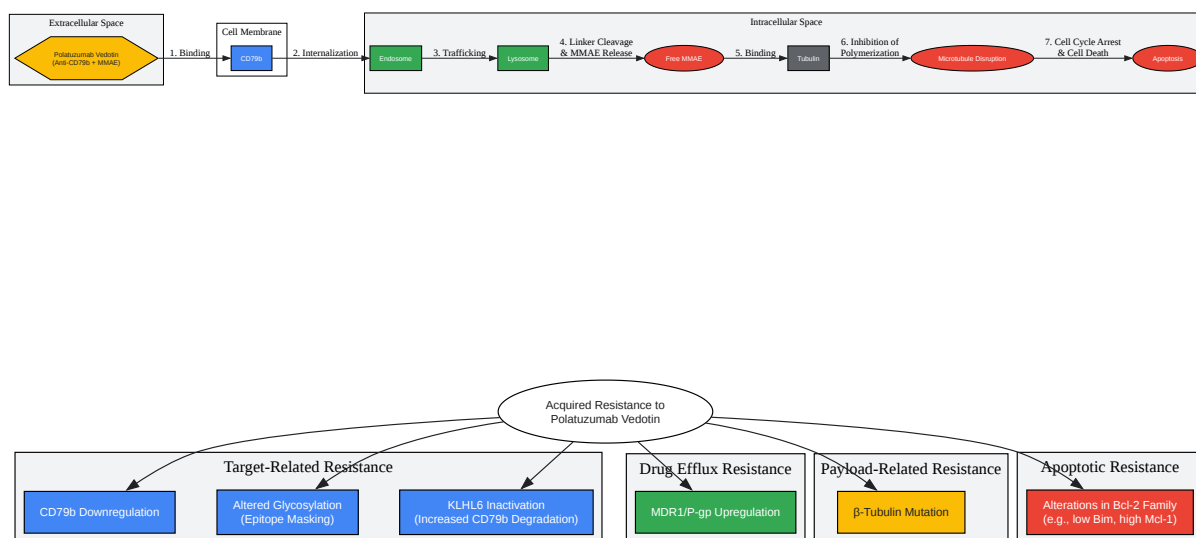 Extracellular Space
Polatuzumab Vedotin
(Anti-CD79b + MMAE)
1. Binding
Cell Membrane
CD79b
2. Internalization
Intracellular Space
Endosome
3. Trafficking
Lysosome
4. Linker Cleavage
& MMAE Release
Free MMAE
5. Binding
Tubulin
6. Inhibition of
Polymerization
Microtubule Disruption
7. Cell Cycle Arrest
& Cell Death
Apoptosis
Acquired Resistance to
Polatuzumab Vedotin
Target-Related Resistance
CD79b Downregulation
Altered Glycosylation
(Epitope Masking)
KLHL6 Inactivation
(Increased CD79b Degradation)
Drug Efflux Resistance
MDR1/P-gp Upregulation
Payload-Related Resistance
β-Tubulin Mutation
Apoptotic Resistance
Alterations in Bcl-2 Family
(e.g., low Bim, high Mcl-1)